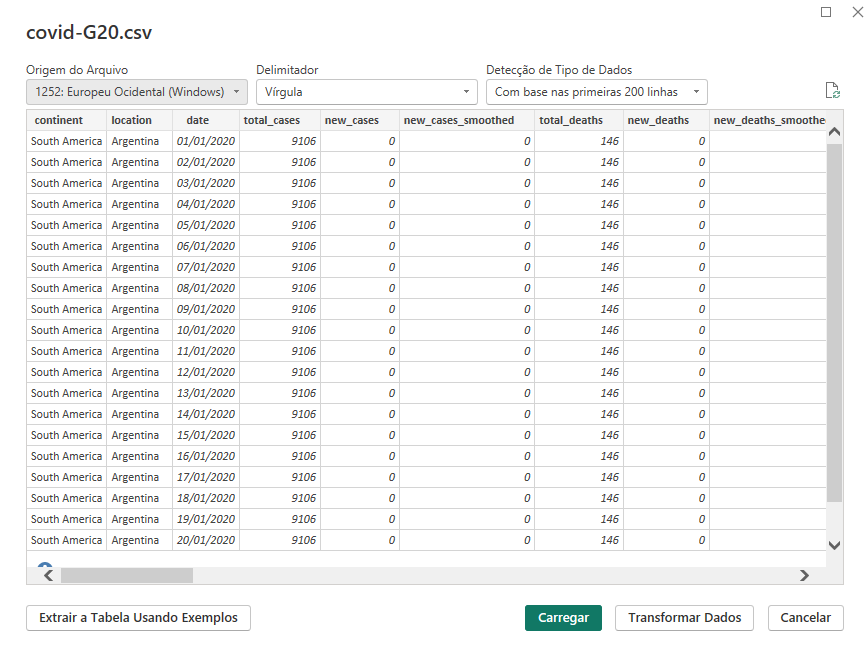 covid-G20.csv
Origem do Arquivo Delimitador Detecção de Tipo de Dados
1252: Europeu Ocidental (Windows) Vírgula Com base nas primeiras 200 linhas
continent location date total_cases new_cases new_cases_smoothed total_deaths new_deaths new_deaths_smoothe
South America Argentina 01/01/2020 9106 0 0 146 0
South America Argentina 02/01/2020 9106 0 0 146 0
South America Argentina 03/01/2020 9106 0 0 146 0
South America Argentina 04/01/2020 9106 0 0 146 0
South America Argentina 05/01/2020 9106 0 0 146 0
South America Argentina 06/01/2020 9106 0 0 146 0
South America Argentina 07/01/2020 9106 0 0 146 0
South America Argentina 08/01/2020 9106 0 0 146 0
South America Argentina 09/01/2020 9106 0 0 146 0
South America Argentina 10/01/2020 9106 0 0 146 0
South America Argentina 11/01/2020 9106 0 0 146 0
South America Argentina 12/01/2020 9106 0 0 146 0
South America Argentina 13/01/2020 9106 0 0 146 0
South America Argentina 14/01/2020 9106 0 0 146 0
South America Argentina 15/01/2020 9106 0 0 146 0
South America Argentina 16/01/2020 9106 0 0 146 0
South America Argentina 17/01/2020 9106 0 0 146 0
South America Argentina 18/01/2020 9106 0 0 146 0
South America Argentina 19/01/2020 9106 0 0 146 0
South America Argentina 20/01/2020 9106 0 0 146 0
Extrair a Tabela Usando Exemplos Carregar Transformar Dados Cancelar